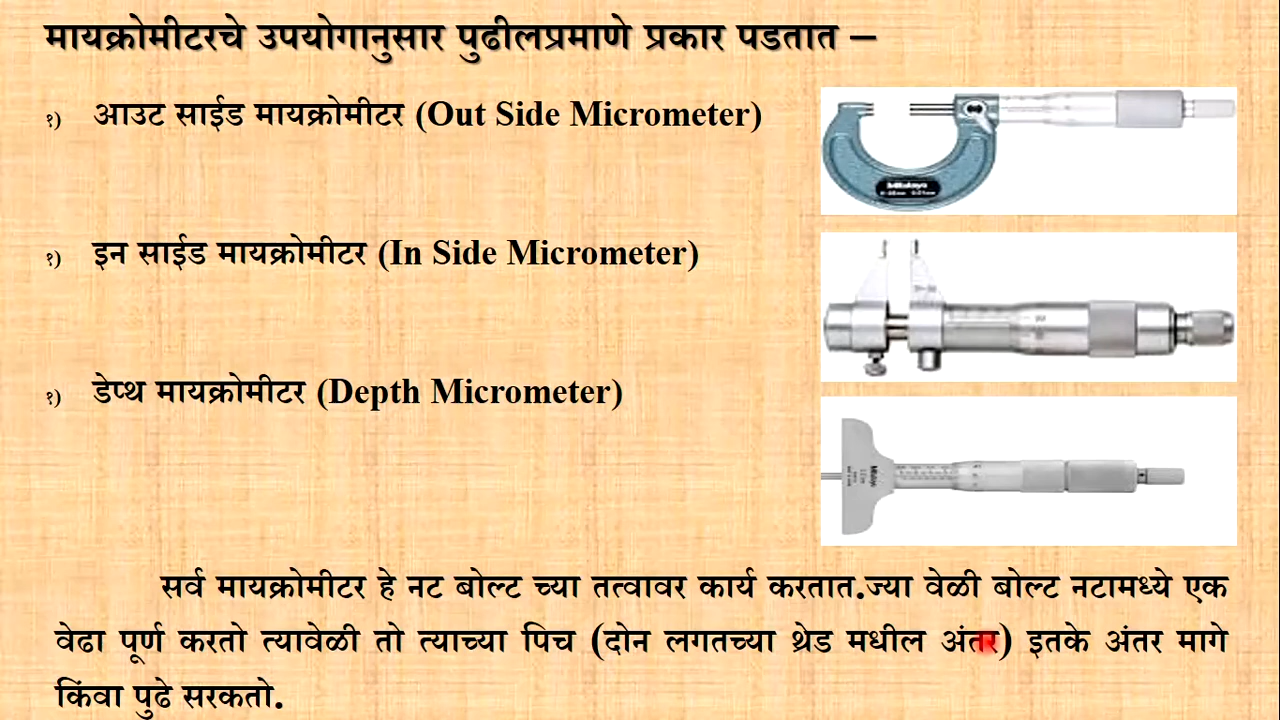 मायक्रोमीटरचे उपयोगानुसार पुढीलप्रमाणे प्रकार पडतात –
१) आउट साईड मायक्रोमीटर (Out Side Micrometer)
१) इन साईड मायक्रोमीटर (In Side Micrometer)
१) डेप्थ मायक्रोमीटर (Depth Micrometer)
सर्व मायक्रोमीटर हे नट बोल्ट च्या तत्वावर कार्य करतात.ज्या वेळी बोल्ट नटामध्ये एक
वेढा पूर्ण करतो त्यावेळी तो त्याच्या पिच (दोन लगतच्या थ्रेड मधील अंतर) इतके अंतर मागे
किंवा पुढे सरकतो.
Mitutoyo